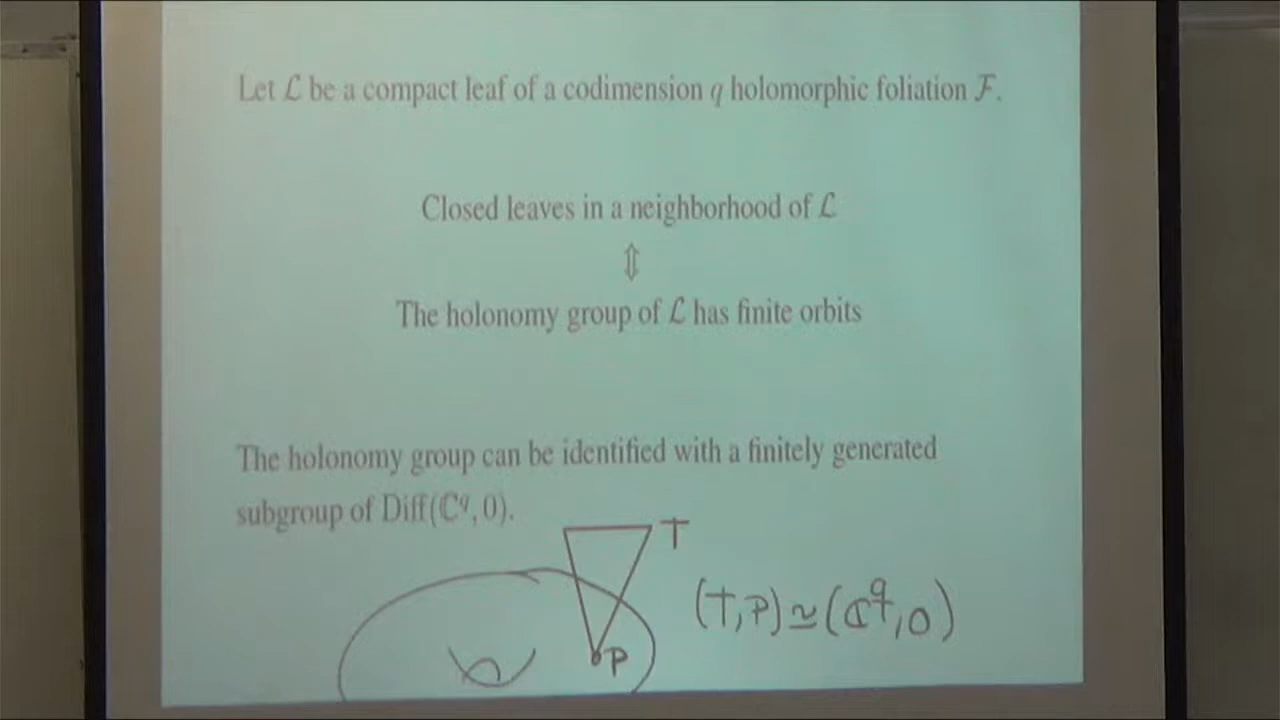 Let ℒ be a compact leaf of a codimension q holomorphic foliation ℱ.
Closed leaves in a neighborhood of ℒ
⇕
The holonomy group of ℒ has finite orbits
The holonomy group can be identified with a finitely generated
subgroup of Diff(ℂ^q, 0).
T
(T,P)≃(ℂ^q,0)
P